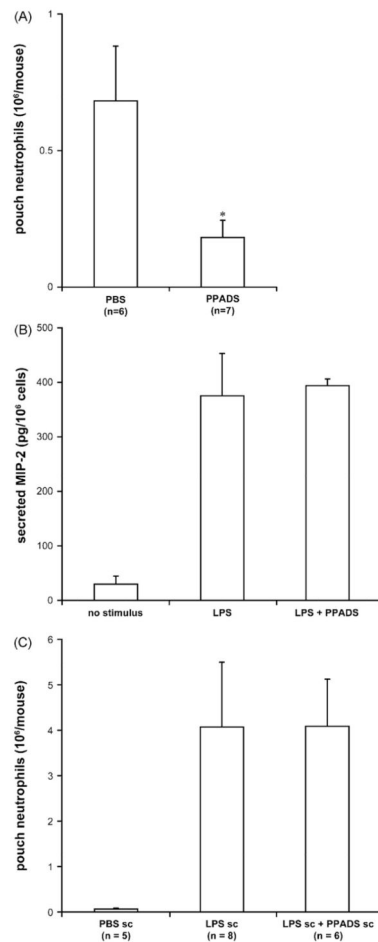 (A)
pouch neutrophils (10⁶/mouse)
1
0.5
0
PBS
(n=6)
*
PPADS
(n=7)
(B)
secreted MIP-2 (pg/10⁶ cells)
500
400
300
200
100
0
no stimulus
LPS
LPS + PPADS
(C)
pouch neutrophils (10⁶/mouse)
6
5
4
3
2
1
0
PBS sc
(n = 5)
LPS sc
(n = 8)
LPS sc + PPADS sc
(n = 6)